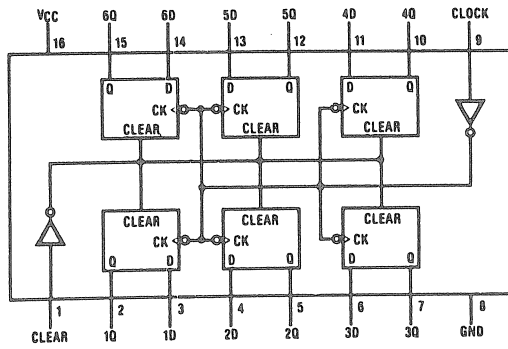 VCC 6Q 6D 5D 5Q 4D 4Q CLOCK
16 15 14 13 12 11 10 9
Q D D Q D Q
CK CK CK
CLEAR CLEAR CLEAR
CLEAR CLEAR CLEAR
CK CK CK
Q D D Q D Q
1 2 3 4 5 6 7 8
CLEAR 1Q 1D 2D 2Q 3D 3Q GND